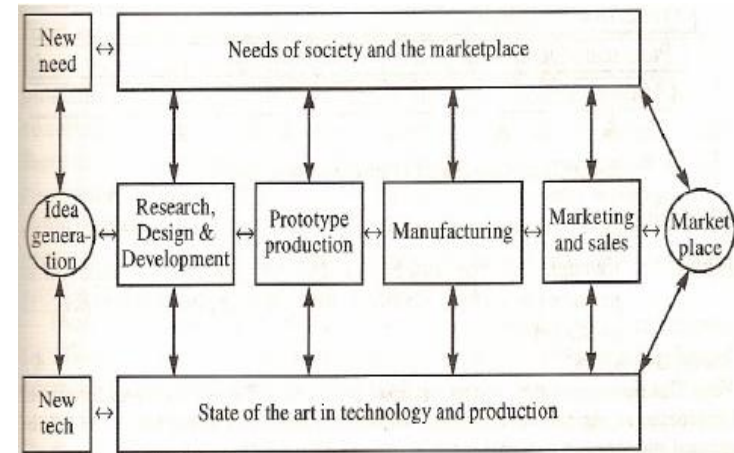 New
need
Needs of society and the marketplace
Idea
genera-
tion
Research,
Design &
Development
Prototype
production
Manufacturing
Marketing
and sales
Market
place
New
tech
State of the art in technology and production